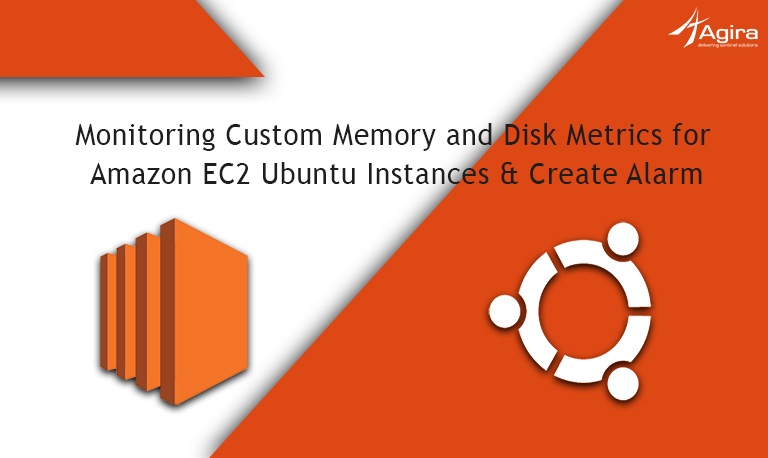 Agira
delivering sentinel solutions
Monitoring Custom Memory and Disk Metrics for
Amazon EC2 Ubuntu Instances & Create Alarm